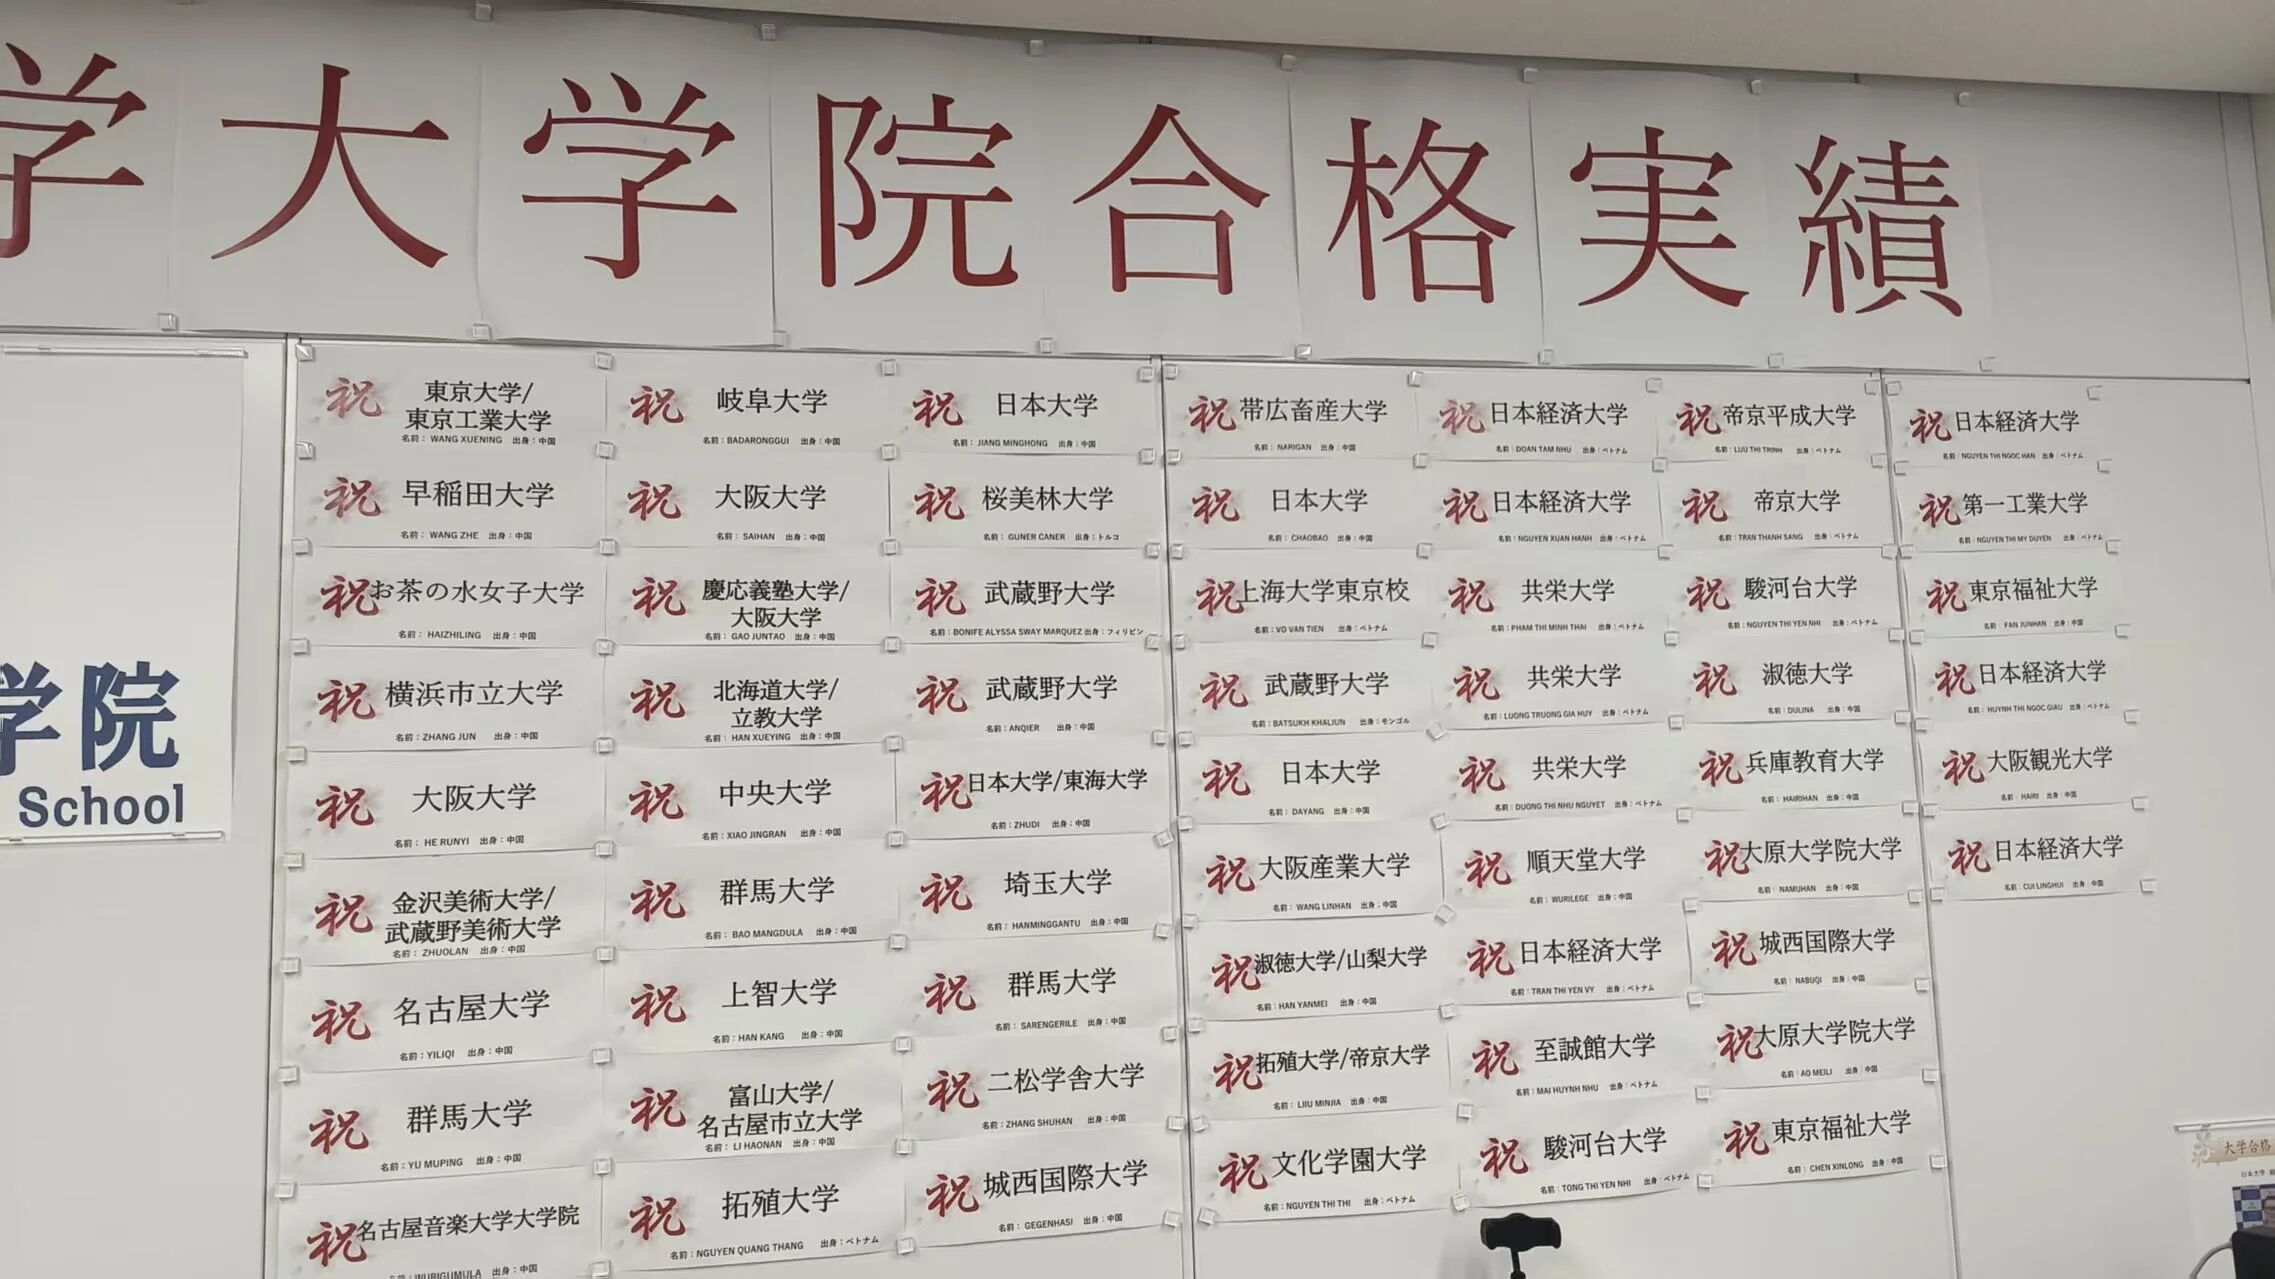 学大学院合格実績
学院
School
祝 東京大学/
東京工業大学
名前： WANG XUENING 出身：中国
祝 早稲田大学
名前： WANG ZHE 出身：中国
祝 お茶の水女子大学
名前： HAIZHILING 出身：中国
祝 横浜市立大学
名前：ZHANG JUN 出身：中国
祝 大阪大学
名前： HE RUNYI 出身：中国
祝 金沢美術大学/
武蔵野美術大学
名前： ZHUOLAN 出身：中国
祝 名古屋大学
名前：YILIQI 出身：中国
祝 群馬大学
名前：YU MUPING 出身：中国
祝 名古屋音楽大学大学院
名前：WURIGUMULA 出身：中国
祝 岐阜大学
名前：BADARONGGUI 出身：中国
祝 大阪大学
名前： SAIHAN 出身：中国
祝 慶応義塾大学/
大阪大学
名前： GAO JUNTAO 出身：中国
祝 北海道大学/
立教大学
名前： HAN XUEYING 出身：中国
祝 中央大学
名前：XIAO JINGRAN 出身：中国
祝 群馬大学
名前：BAO MANGDULA 出身：中国
祝 上智大学
名前：HAN KANG 出身：中国
祝 富山大学/
名古屋市立大学
名前： LI HAONAN 出身：中国
祝 拓殖大学
名前：NGUYEN QUANG THANG 出身：ベトナム
祝 日本大学
名前： JIANG MINGHONG 出身：中国
祝 桜美林大学
名前： GUNER CANER 出身：トルコ
祝 武蔵野大学
名前：BONIFE ALYSSA SWAY MARQUEZ 出身：フィリピン
祝 武蔵野大学
名前：ANQIER 出身：中国
祝 日本大学/東海大学
名前：ZHUDI 出身：中国
祝 埼玉大学
名前：HANMINGGANTU 出身：中国
祝 群馬大学
名前： SARENGERILE 出身：中国
祝 二松学舎大学
名前：ZHANG SHUHAN 出身：中国
祝 城西国際大学
名前： GEGENHASI 出身：中国
祝 帯広畜産大学
名前： NARIGAN 出身：中国
祝 日本大学
名前：CHAOBAO 出身：中国
祝 上海大学東京校
名前：VO VAN TIEN 出身：ベトナム
祝 武蔵野大学
名前：BATSUKH KHALIUN 出身：モンゴル
祝 日本大学
名前：DAYANG 出身：中国
祝 大阪産業大学
名前： WANG LINHAN 出身：中国
祝 淑徳大学/山梨大学
名前： HAN YANMEI 出身：中国
祝 拓殖大学/帝京大学
名前： LIIU MINJIA 出身：中国
祝 文化学園大学
名前：NGUYEN THI THI 出身：ベトナム
祝 日本経済大学
名前：DOAN TAM NHU 出身：ベトナム
祝 日本経済大学
名前：NGUYEN XUAN HANH 出身：ベトナム
祝 共栄大学
名前：PHAM THI MINH THAI 出身：ベトナム
祝 共栄大学
名前：LUONG TRUONG GIA HUY 出身：ベトナム
祝 共栄大学
名前：DUONG THI NHU NGUYET 出身：ベトナム
祝 順天堂大学
名前： WURILEGE 出身：中国
祝 日本経済大学
名前：TRAN THI YEN VY 出身：ベトナム
祝 至誠館大学
名前：MAI HUYNH NHU 出身：ベトナム
祝 駿河台大学
名前：TONG THI YEN NHI 出身：ベトナム
祝 帝京平成大学
名前：LIJU THI TRINH 出身：ベトナム
祝 帝京大学
名前：TRAN THANH SANG 出身：ベトナム
祝 駿河台大学
名前：NGUYEN THI YEN NHI 出身：ベトナム
祝 淑徳大学
名前：DULINA 出身：中国
祝 兵庫教育大学
名前：HAIRIHAN 出身：中国
祝 大原大学院大学
名前： NAMUHAN 出身：中国
祝 城西国際大学
名前：NABUQI 出身：中国
祝 大原大学院大学
名前：AO MEILI 出身：中国
祝 東京福祉大学
名前：CHEN XINLONG 出身：中国
祝 日本経済大学
名前：NGUYEN THI NGOC HAN 出身：ベトナム
祝 第一工業大学
名前：NGUYEN THI MY DUYEN 出身：ベトナム
祝 東京福祉大学
名前： FAN JUNHAN 出身：中国
祝 日本経済大学
名前：HUYNH THI NGOC GIAU 出身：ベトナム
祝 大阪観光大学
名前：HAIRI 出身：中国
祝 日本経済大学
名前：CUI LINGHUI 出身：中国
大学合格
日本大学